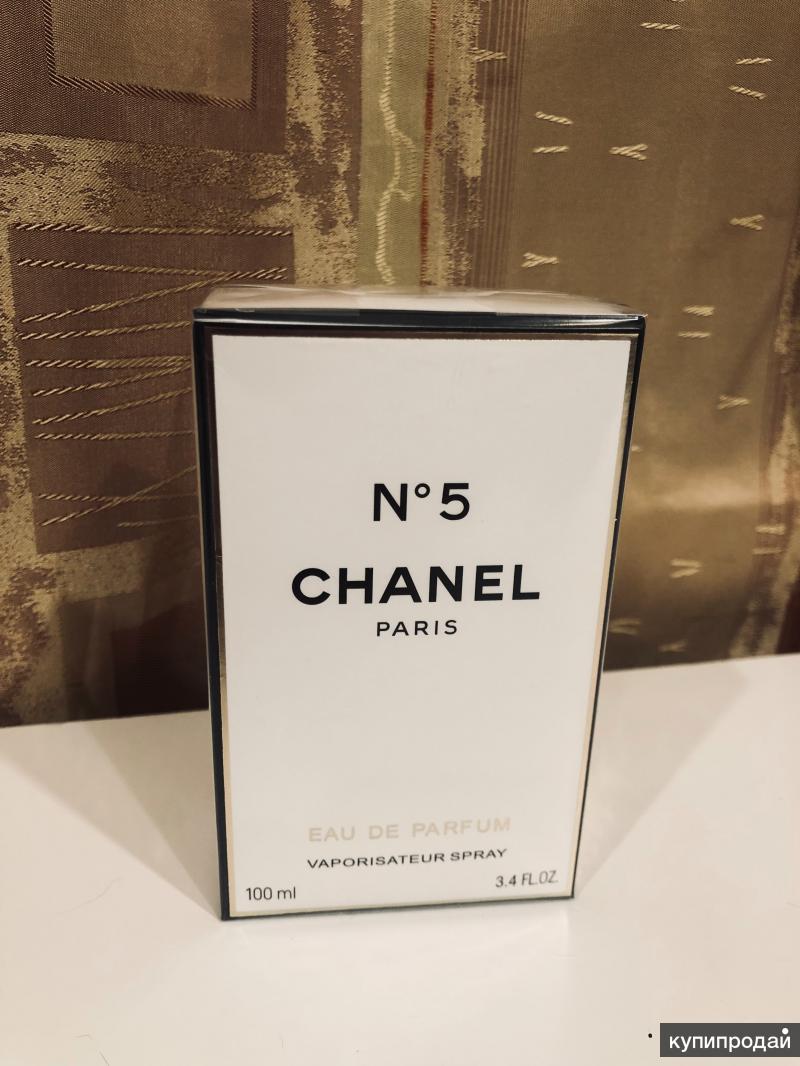 N°5
CHANEL
PARIS
EAU DE PARFUM
VAPORISATEUR SPRAY
100 ml
3.4 FL.OZ.
купипродай